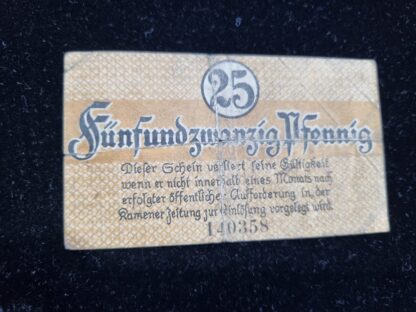 25
Fünfundzwanzig Pfennig
Dieser Schein verliert seine Gültigkeit
wenn er nicht innerhalb eines Monats nach
erfolgter öffentlicher Aufforderung in der
Kamener Zeitung zur Einlösung vorgelegt wird.
140358